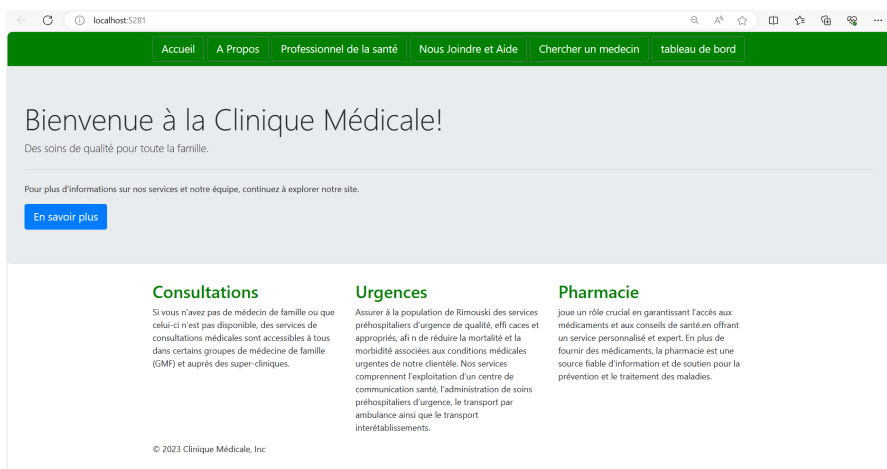 localhost:5281
Accueil A Propos Professionnel de la santé Nous Joindre et Aide Chercher un medecin tableau de bord
Bienvenue à la Clinique Médicale!
Des soins de qualité pour toute la famille.
Pour plus d'informations sur nos services et notre équipe, continuez à explorer notre site.
En savoir plus
Consultations
Si vous n'avez pas de médecin de famille ou que
celui-ci n'est pas disponible, des services de
consultations médicales sont accessibles à tous
dans certains groupes de médecine de famille
(GMF) et auprès des super-cliniques.
Urgences
Assurer à la population de Rimouski des services
préhospitaliers d'urgence de qualité, effi caces et
appropriés, afi n de réduire la mortalité et la
morbidité associées aux conditions médicales
urgentes de notre clientèle. Nos services
comprennent l'exploitation d'un centre de
communication santé, l'administration de soins
préhospitaliers d'urgence, le transport par
ambulance ainsi que le transport
interétablissements.
Pharmacie
joue un rôle crucial en garantissant l'accès aux
médicaments et aux conseils de santé.en offrant
un service personnalisé et expert. En plus de
fournir des médicaments, la pharmacie est une
source fiable d'information et de soutien pour la
prévention et le traitement des maladies.
© 2023 Clinique Médicale, Inc